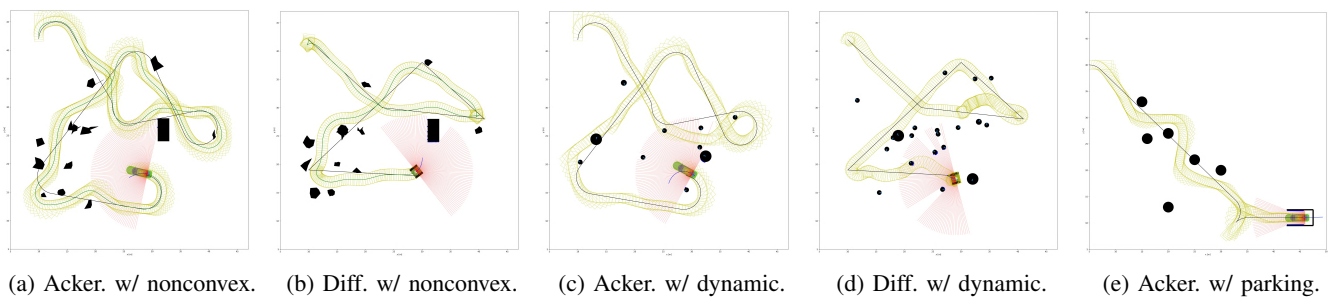 (a) Acker. w/ nonconvex. (b) Diff. w/ nonconvex. (c) Acker. w/ dynamic. (d) Diff. w/ dynamic. (e) Acker. w/ parking.